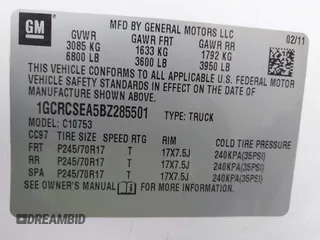 GM
MFD BY GENERAL MOTORS LLC
02/11
GVWR GAWR FRT GAWR RR
3085 KG 1633 KG 1792 KG
6800 LB 3600 LB 3950 LB
THIS VEHICLE CONFORMS TO ALL APPLICABLE U.S. FEDERAL MOTOR
VEHICLE SAFETY STANDARDS IN EFFECT ON THE DATE OF
MANUFACTURE SHOWN ABOVE.
1GCRCSEA5BZ285501 TYPE: TRUCK
MODEL: C10753
CC97 TIRE SIZE SPEED RTG RIM COLD TIRE PRESSURE
FRT P245/70R17 T 17X7.5J 240KPA(35PSI)
RR P245/70R17 T 17X7.5J 240KPA(35PSI)
SPA P245/70R17 T 17X7.5J 240KPA(35PSI)
SEE OWNER'S MANUAL FOR MORE INFORMATION.
DREAMBID